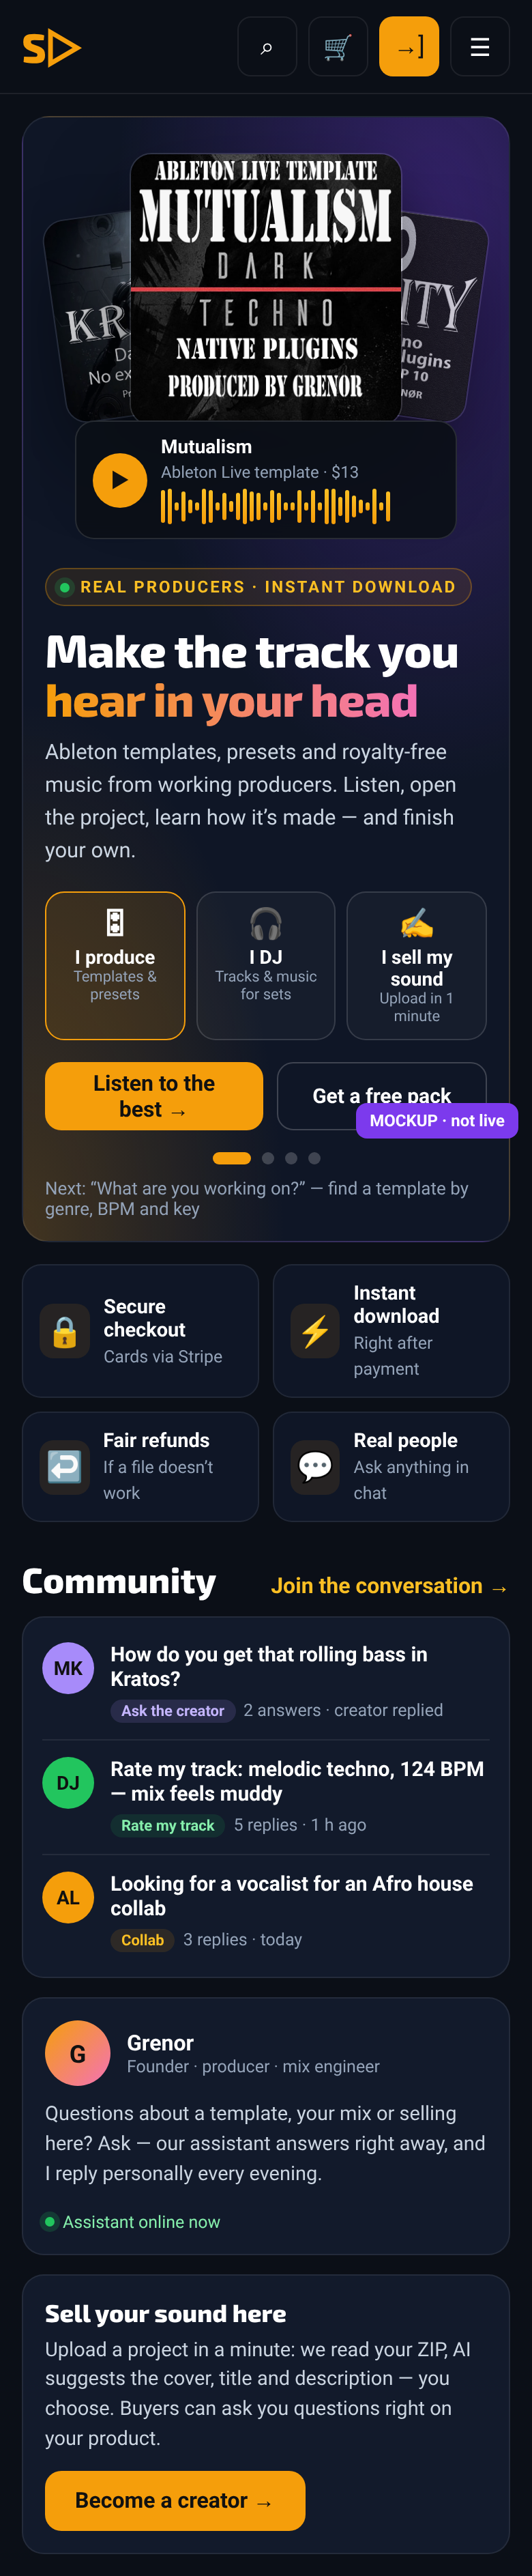 S
ABLETON LIVE TEMPLATE
MUTUALISM
DARK
TECHNO
NATIVE PLUGINS
PRODUCED BY GRENOR
KR
Da
No ex
ITY
no
lugins
P 10
NØR
Mutualism
Ableton Live template · $13
REAL PRODUCERS · INSTANT DOWNLOAD
Make the track you
hear in your head
Ableton templates, presets and royalty-free
music from working producers. Listen, open
the project, learn how it’s made — and finish
your own.
I produce
Templates &
presets
I DJ
Tracks & music
for sets
I sell my
sound
Upload in 1
minute
Listen to the
best →
Get a free pack
MOCKUP · not live
Next: “What are you working on?” — find a template by
genre, BPM and key
Secure
checkout
Cards via Stripe
Instant
download
Right after
payment
Fair refunds
If a file doesn’t
work
Real people
Ask anything in
chat
Community
Join the conversation →
MK
How do you get that rolling bass in
Kratos?
Ask the creator 2 answers · creator replied
DJ
Rate my track: melodic techno, 124 BPM
— mix feels muddy
Rate my track 5 replies · 1 h ago
AL
Looking for a vocalist for an Afro house
collab
Collab 3 replies · today
G
Grenor
Founder · producer · mix engineer
Questions about a template, your mix or selling
here? Ask — our assistant answers right away, and
I reply personally every evening.
Assistant online now
Sell your sound here
Upload a project in a minute: we read your ZIP, AI
suggests the cover, title and description — you
choose. Buyers can ask you questions right on
your product.
Become a creator →